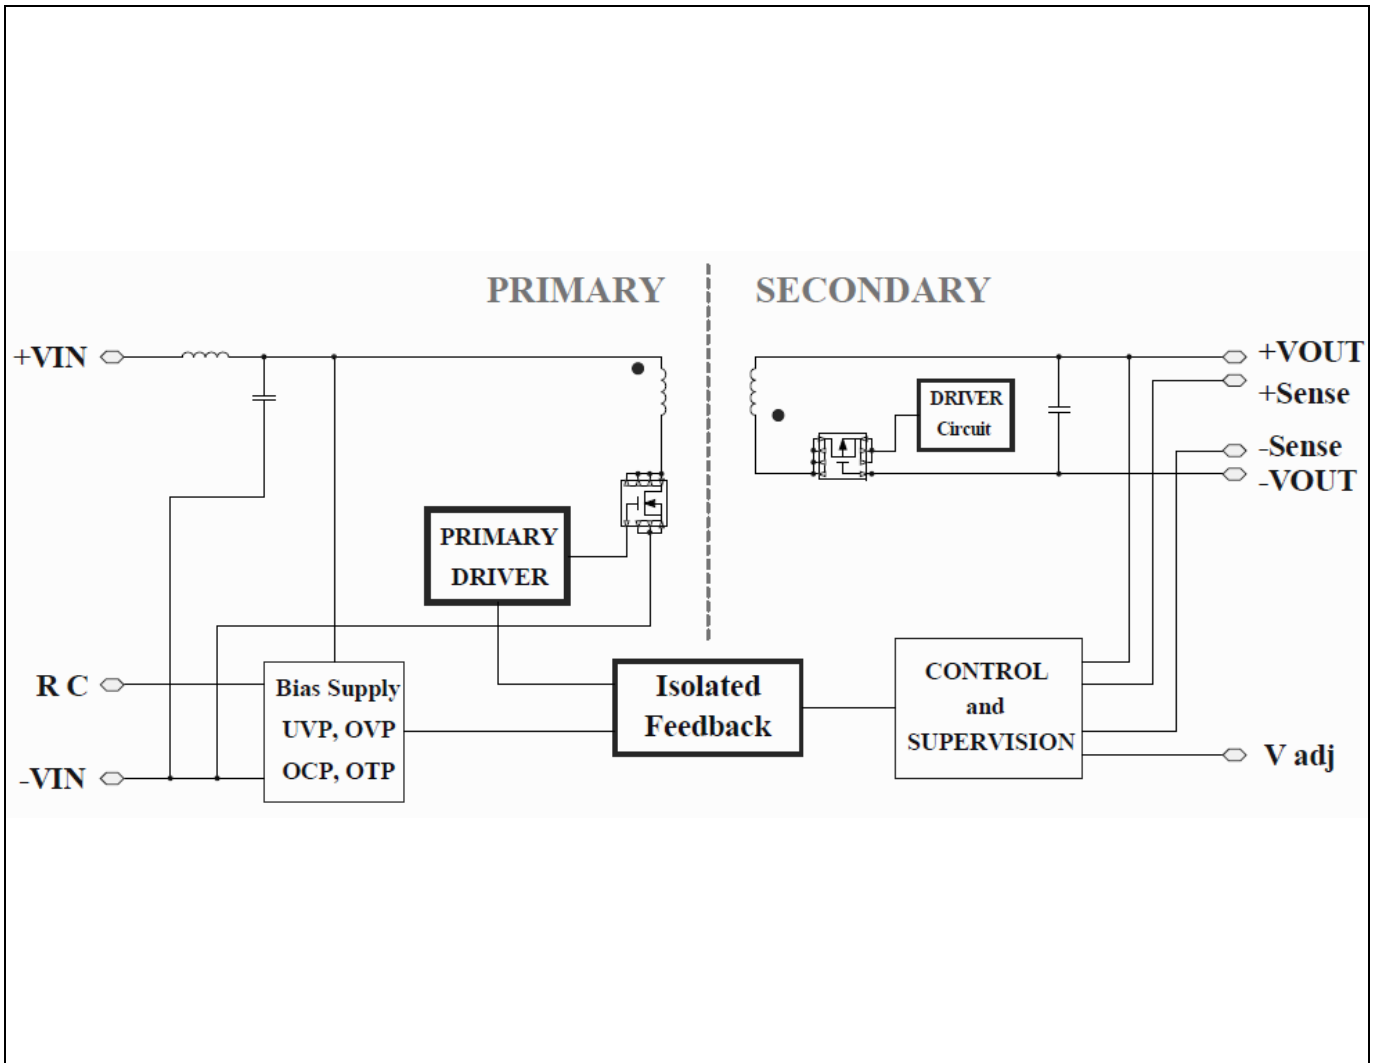 PRIMARY
SECONDARY
+VIN
+VOUT
+Sense
DRIVER
Circuit
-Sense
-VOUT
PRIMARY
DRIVER
R C
Bias Supply
UVP, OVP
OCP, OTP
Isolated
Feedback
CONTROL
and
SUPERVISION
-VIN
V adj